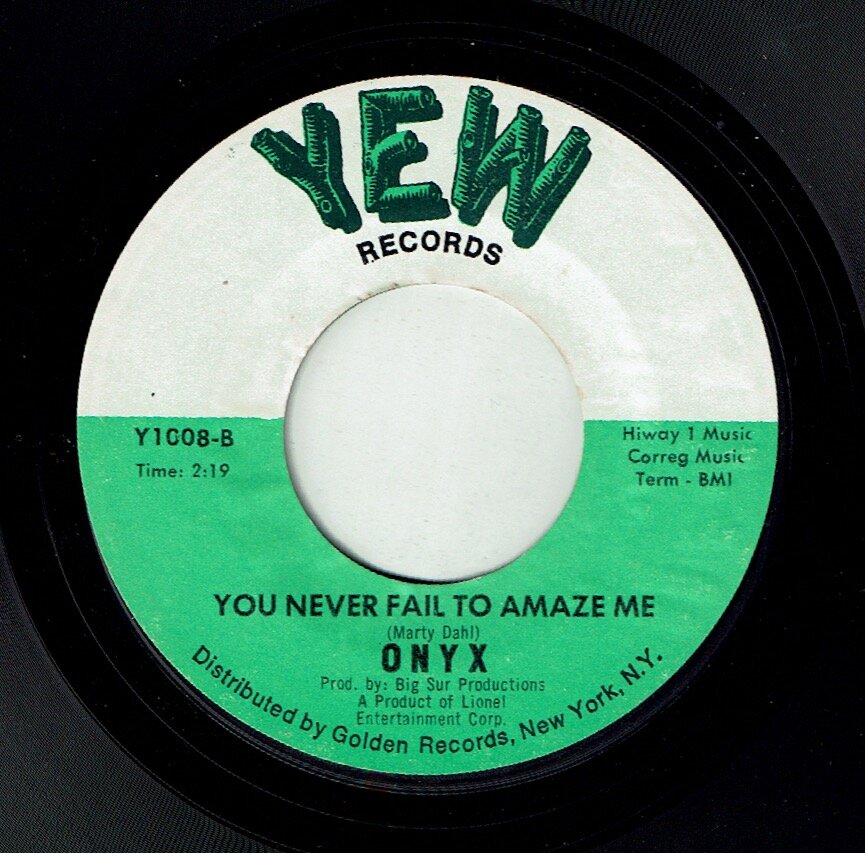 YEW
RECORDS
Y1008-B
Time: 2:19
Hiway 1 Music
Correg Music
Term - BMI
YOU NEVER FAIL TO AMAZE ME
(Marty Dahl)
ONYX
Prod. by: Big Sur Productions
A Product of Lionel
Entertainment Corp.
Distributed by Golden Records, New York, N.Y.